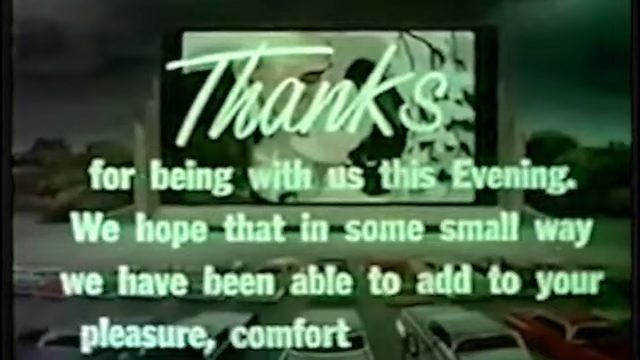 Thanks
for being with us this Evening.
We hope that in some small way
we have been able to add to your
pleasure, comfort